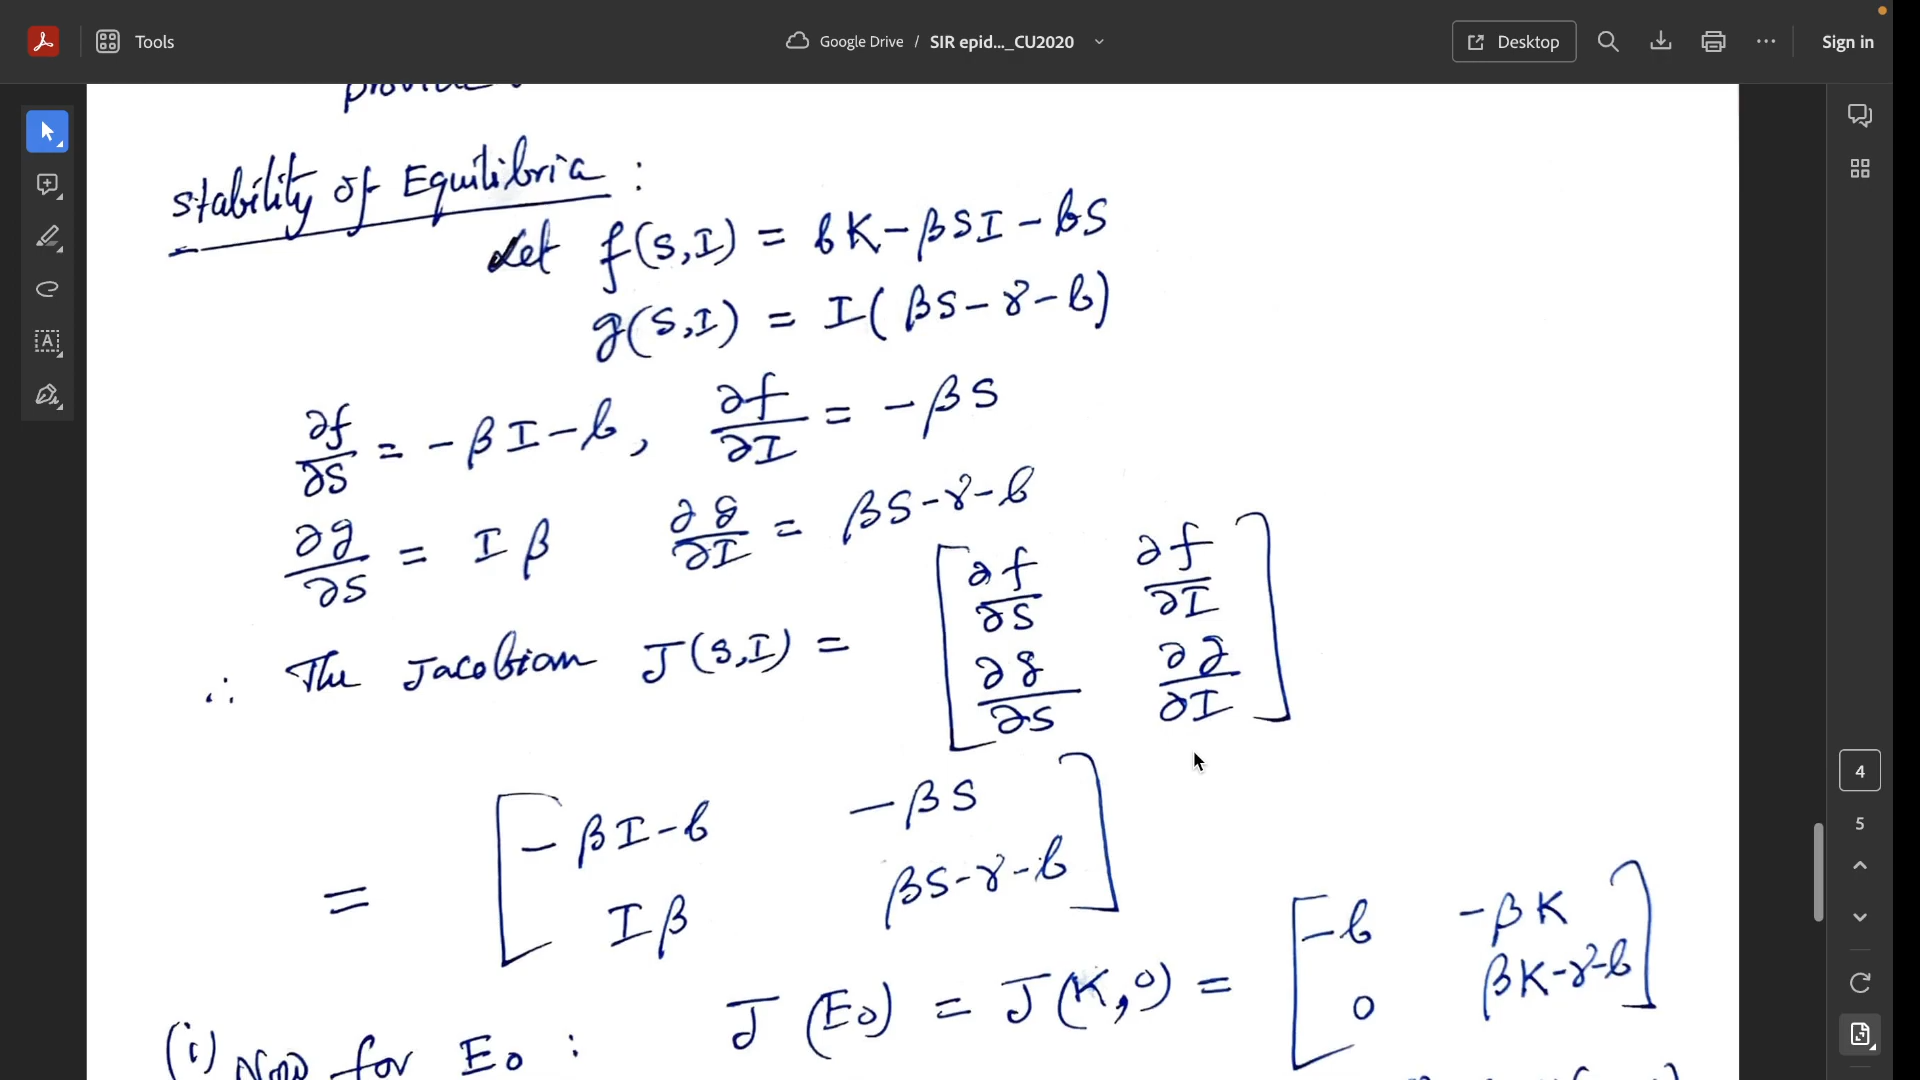 Tools
Google Drive / SIR epid..._CU2020
Desktop
Sign in
Stability of Equilibria :
Let f(S,I) = bK - βSI - bS
g(S,I) = I(βS - γ - b)
∂f/∂S = -βI - b, ∂f/∂I = -βS
∂g/∂S = Iβ ∂g/∂I = βS - γ - b
∴ The Jacobian J(S,I) = [ ∂f/∂S ∂f/∂I
∂g/∂S ∂g/∂I ]
= [ -βI - b -βS
Iβ βS - γ - b ]
(i) Now for E₀ : J(E₀) = J(K,0) = [ -b -βK
0 βK - γ - b ]
4
5